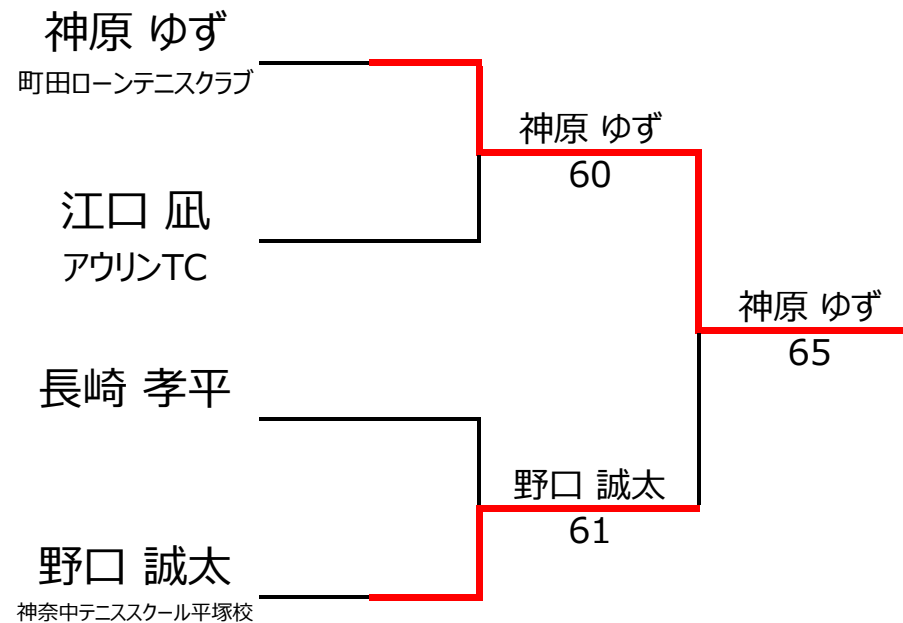 神原 ゆず
町田ローンテニスクラブ
神原 ゆず
60
江口 凪
アウリンTC
神原 ゆず
65
長崎 孝平
野口 誠太
61
野口 誠太
神奈中テニススクール平塚校